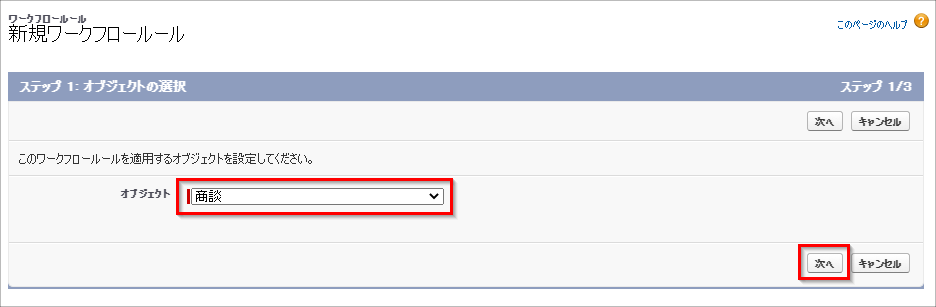 ワークフロールール
新規ワークフロールール
このページのヘルプ ?
ステップ 1: オブジェクトの選択 ステップ 1/3
次へ キャンセル
このワークフロールールを適用するオブジェクトを設定してください。
オブジェクト 商談
次へ キャンセル